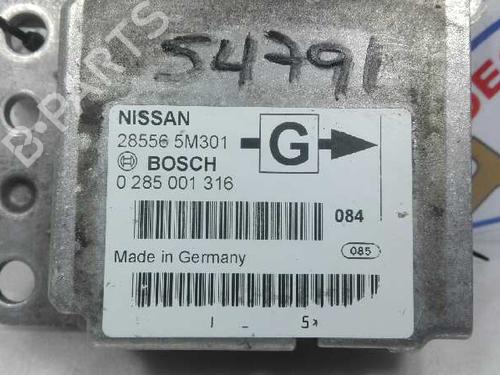 54791
NISSAN
28556 5M301
G
BOSCH
0 285 001 316
084
Made in Germany
085
B-PARTS